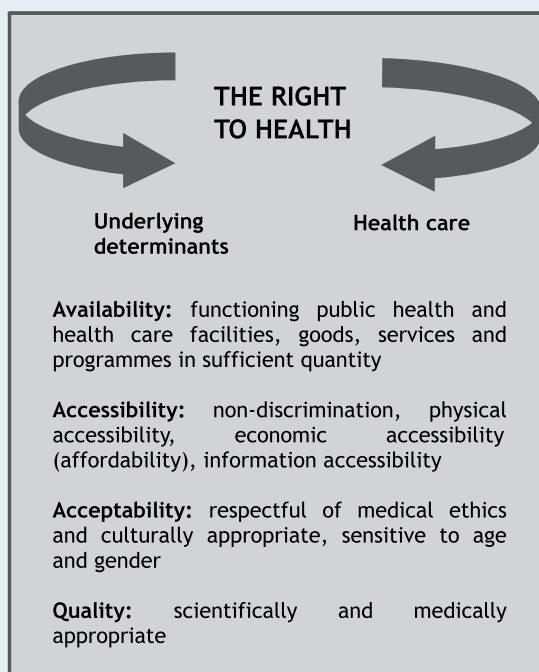 THE RIGHT
TO HEALTH
Underlying
determinants
Health care
Availability: functioning public health and
health care facilities, goods, services and
programmes in sufficient quantity
Accessibility: non-discrimination, physical
accessibility, economic accessibility
(affordability), information accessibility
Acceptability: respectful of medical ethics
and culturally appropriate, sensitive to age
and gender
Quality: scientifically and medically
appropriate